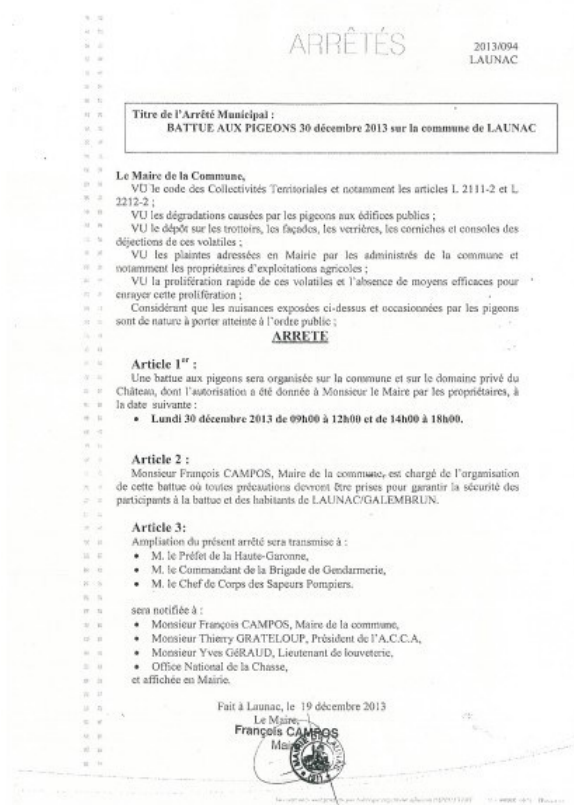 ARRÊTÉS
2013/094
LAUNAC
Titre de l'Arrêté Municipal :
BATTUE AUX PIGEONS 30 décembre 2013 sur la commune de LAUNAC
Le Maire de la Commune,
VU le code des Collectivités Territoriales et notamment les articles L 2111-2 et L
2212-2 ;
VU les dégradations causées par les pigeons aux édifices publics ;
VU le dépôt sur les trottoirs, les façades, les verrières, les corniches et consoles des
déjections de ces volatiles ;
VU les plaintes adressées en Mairie par les administrés de la commune et
notamment les propriétaires d'exploitations agricoles ;
VU la prolifération rapide de ces volatiles et l'absence de moyens efficaces pour
enrayer cette prolifération ;
Considérant que les nuisances exposées ci-dessus et occasionnées par les pigeons
sont de nature à porter atteinte à l'ordre public ;
ARRETE
Article 1er :
Une battue aux pigeons sera organisée sur la commune et sur le domaine privé du
Château, dont l'autorisation a été donnée à Monsieur le Maire par les propriétaires, à
la date suivante :
• Lundi 30 décembre 2013 de 09h00 à 12h00 et de 14h00 à 18h00.
Article 2 :
Monsieur François CAMPOS, Maire de la commune, est chargé de l'organisation
de cette battue où toutes précautions devront être prises pour garantir la sécurité des
participants à la battue et des habitants de LAUNAC/GALEMBRUN.
Article 3:
Ampliation du présent arrêté sera transmise à :
• M. le Préfet de la Haute-Garonne,
• M. le Commandant de la Brigade de Gendarmerie,
• M. le Chef de Corps des Sapeurs Pompiers.
sera notifiée à :
• Monsieur François CAMPOS, Maire de la commune,
• Monsieur Thierry GRATELOUP, Président de l'A.C.C.A,
• Monsieur Yves GéRAUD, Lieutenant de louveterie,
• Office National de la Chasse,
et affichée en Mairie.
Fait à Launac, le 19 décembre 2013
Le Maire,
François CAMPOS
Maire
MAIRIE DE LAUNAC